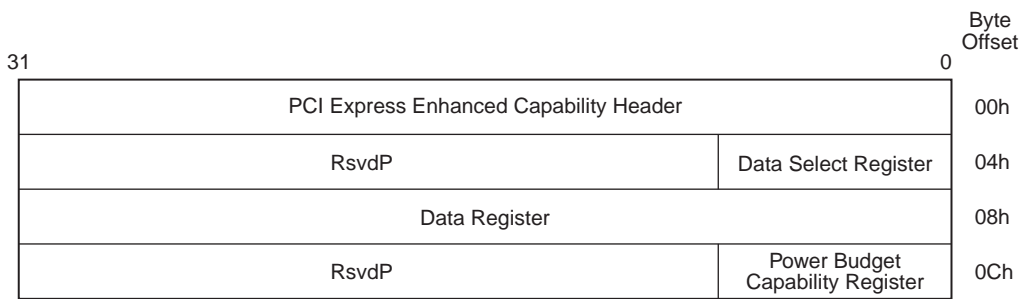 Byte
Offset
31
0
PCI Express Enhanced Capability Header
00h
RsvdP
Data Select Register
04h
Data Register
08h
RsvdP
Power Budget
Capability Register
0Ch